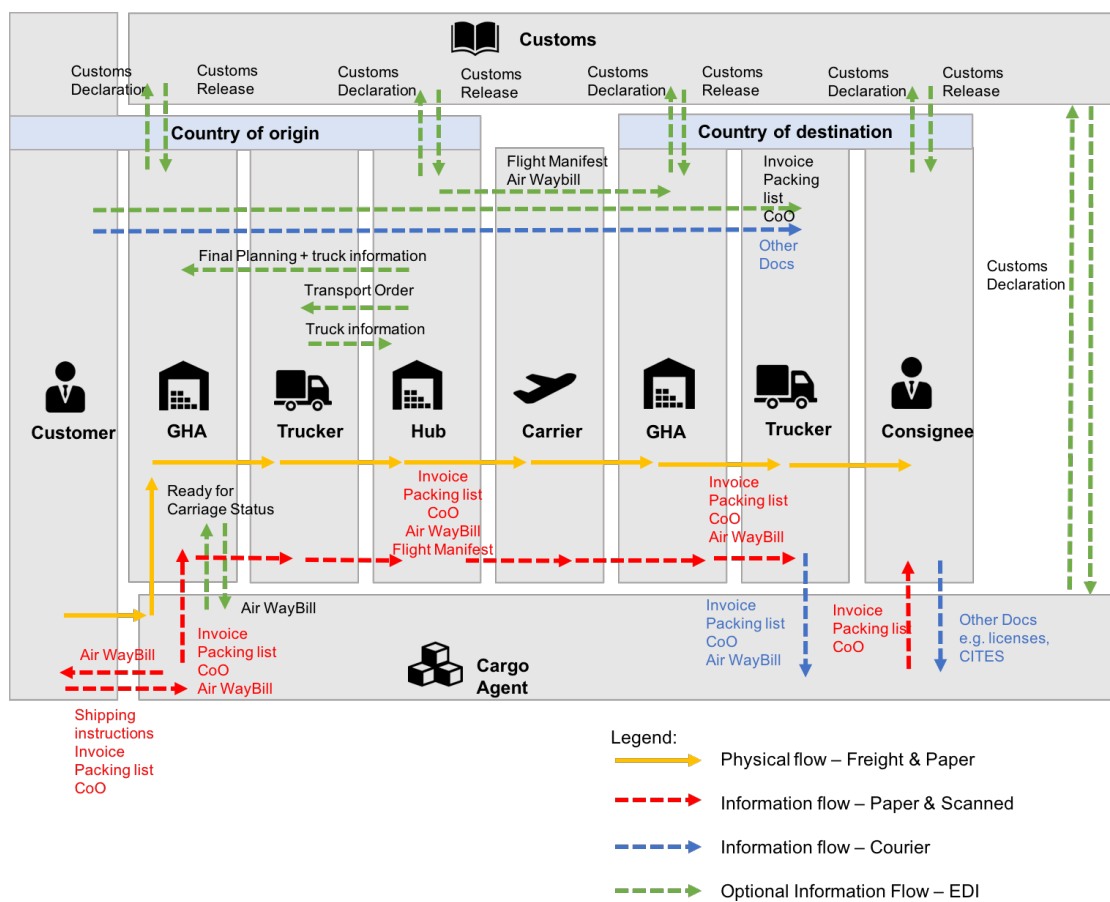 Customs
Customs
Declaration
Customs
Release
Customs
Declaration
Customs
Release
Customs
Declaration
Customs
Release
Customs
Declaration
Customs
Release
Country of origin
Country of destination
Flight Manifest
Air Waybill
Invoice
Packing
list
CoO
Other
Docs
Final Planning + truck information
Transport Order
Truck information
Customs
Declaration
Customer
GHA
Trucker
Hub
Carrier
GHA
Trucker
Consignee
Ready for
Carriage Status
Invoice
Packing list
CoO
Air WayBill
Flight Manifest
Invoice
Packing list
CoO
Air WayBill
Air WayBill
Air WayBill
Invoice
Packing list
CoO
Air WayBill
Shipping
instructions
Invoice
Packing list
CoO
Cargo
Agent
Invoice
Packing list
CoO
Air WayBill
Invoice
Packing list
CoO
Other Docs
e.g. licenses,
CITES
Legend:
Physical flow – Freight & Paper
Information flow – Paper & Scanned
Information flow – Courier
Optional Information Flow – EDI